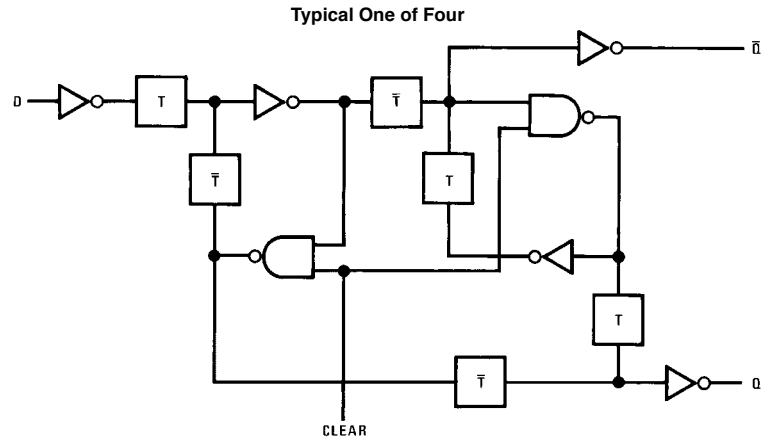 Typical One of Four
Q̅
D
T
T̅
T̅
T
T
T̅
Q
CLEAR